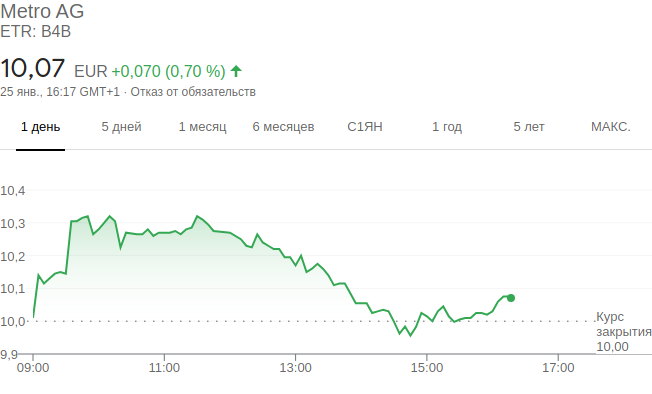 Metro AG
ETR: B4B
10,07 EUR +0,070 (0,70 %)
25 янв., 16:17 GMT+1 · Отказ от обязательств
1 день 5 дней 1 месяц 6 месяцев С1ЯН 1 год 5 лет МАКС.
10,4
10,3
10,2
10,1
10,0
Курс
закрытия
10,00
9,9
09:00 11:00 13:00 15:00 17:00